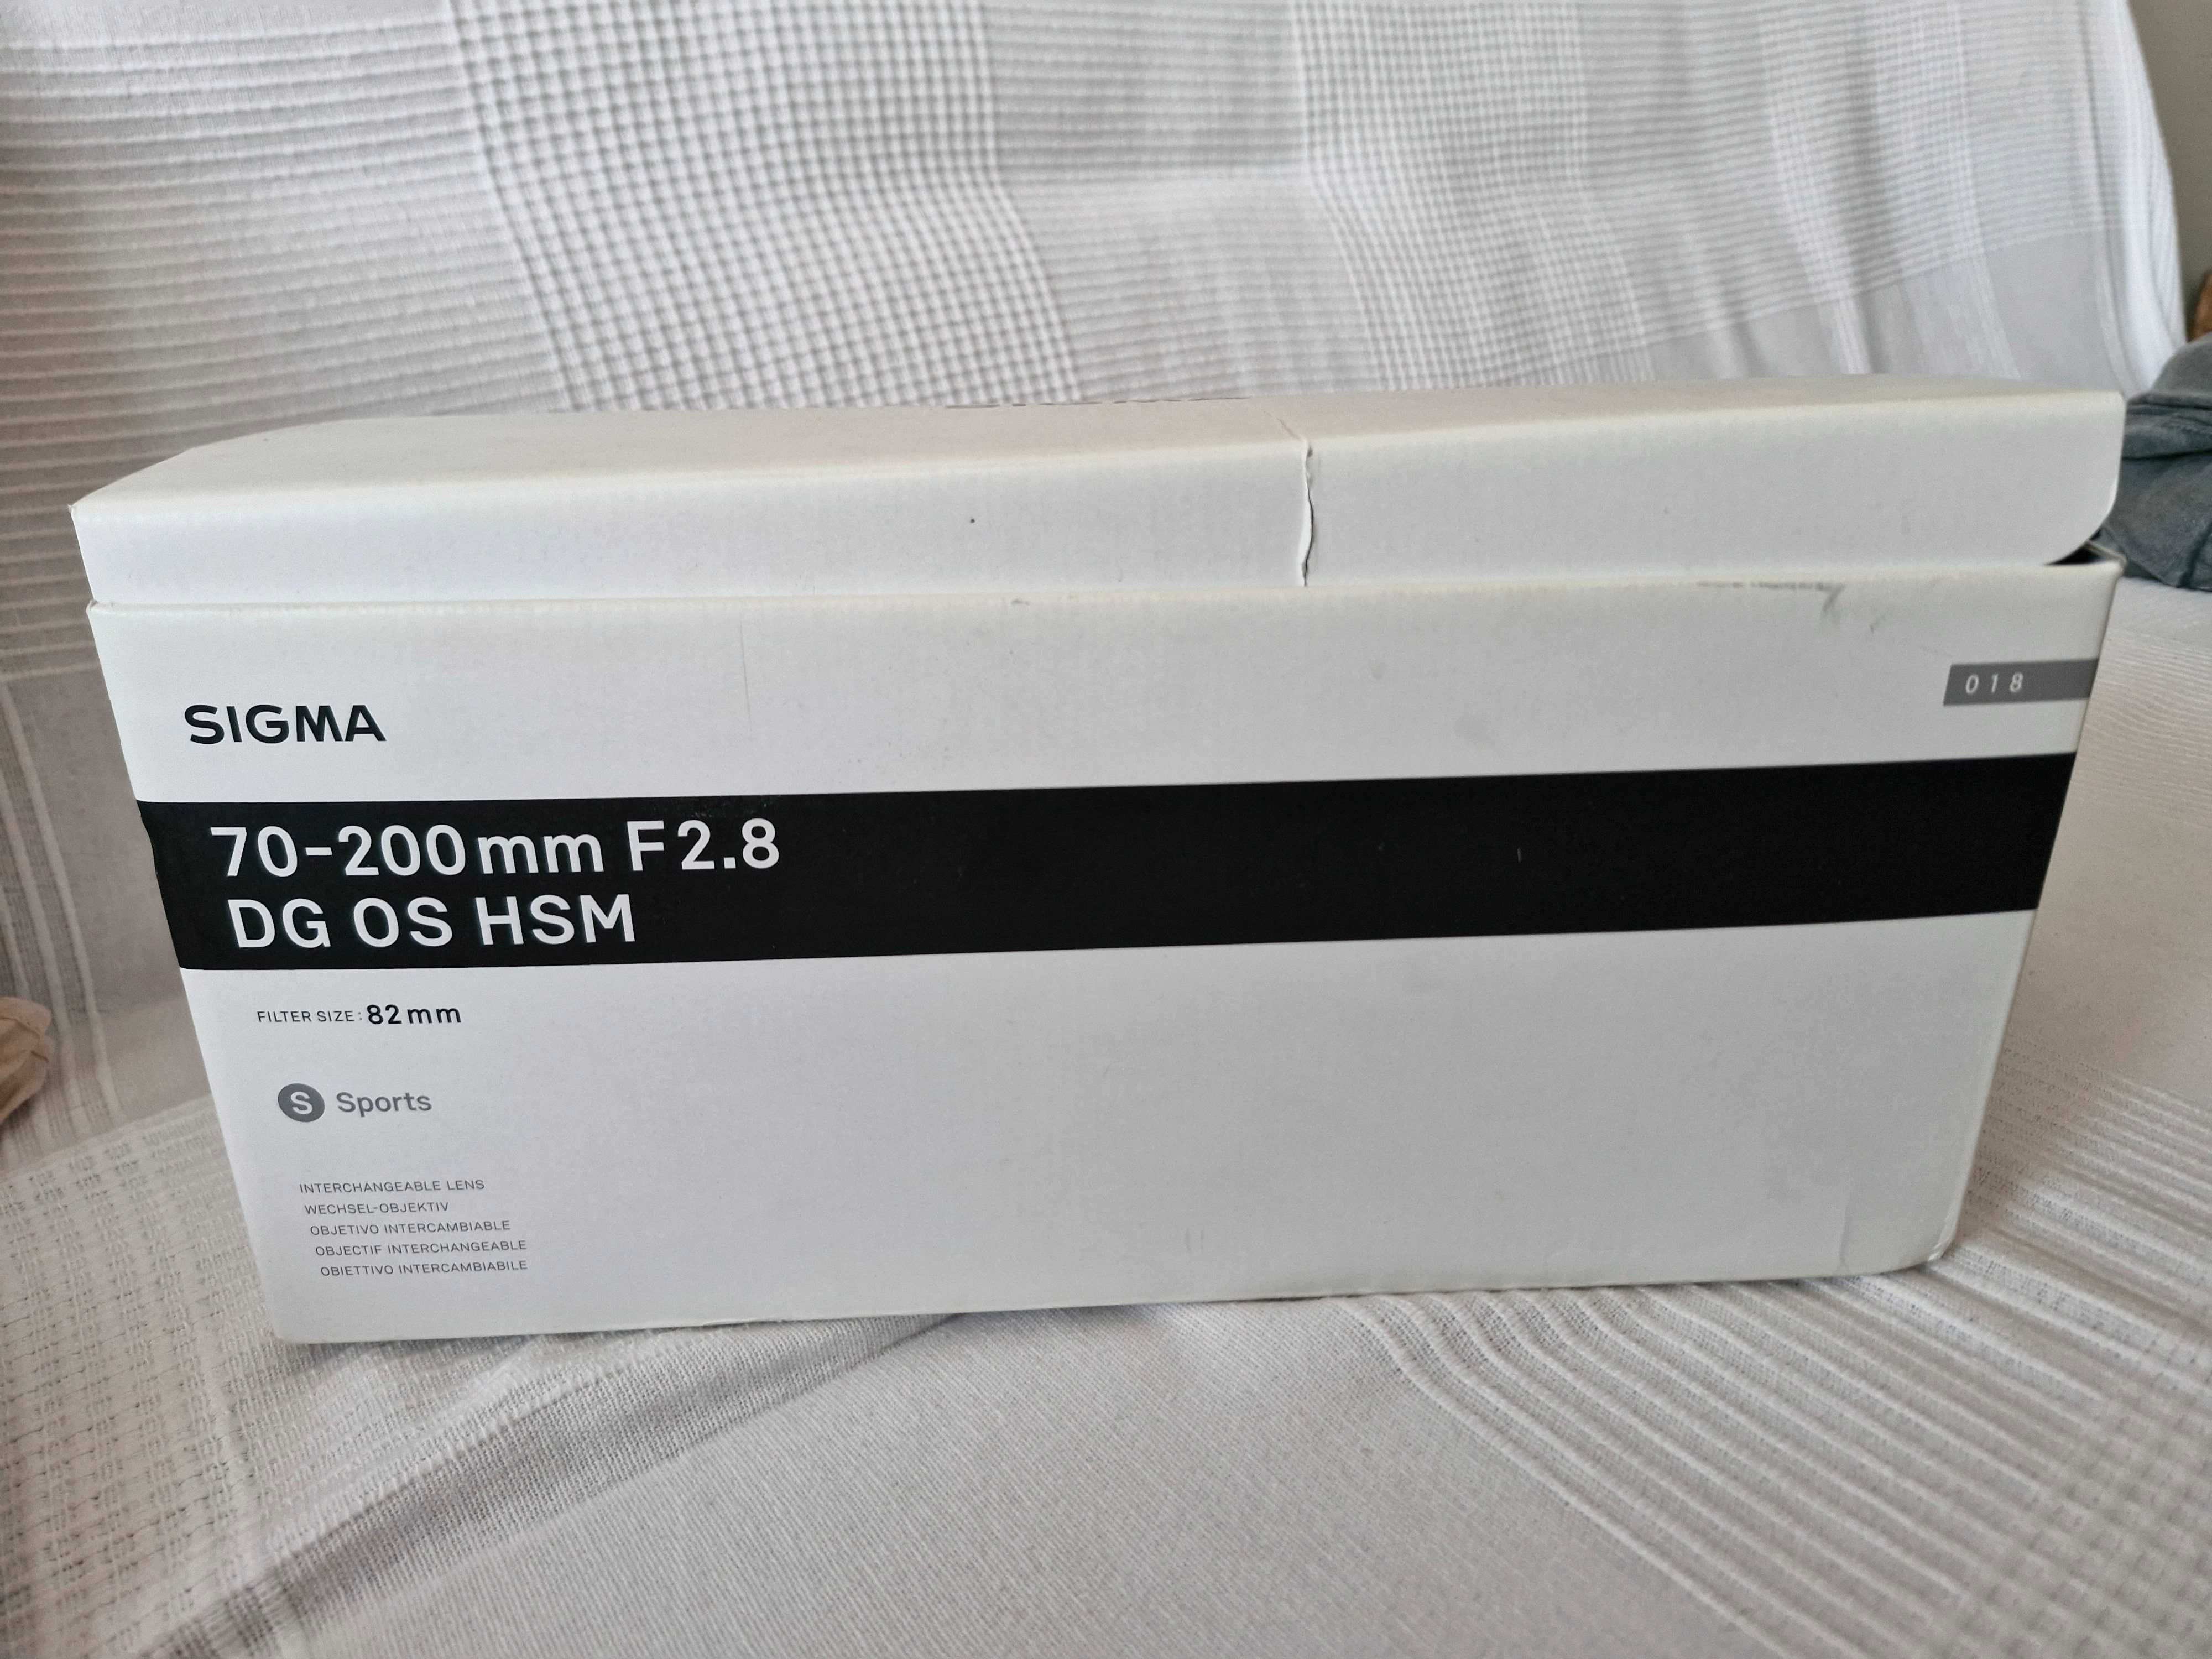 SIGMA
018
70-200mm F2.8
DG OS HSM
FILTER SIZE: 82mm
S Sports
INTERCHANGEABLE LENS
WECHSEL-OBJEKTIV
OBJETIVO INTERCAMBIABLE
OBJECTIF INTERCHANGEABLE
OBIETTIVO INTERCAMBIABILE